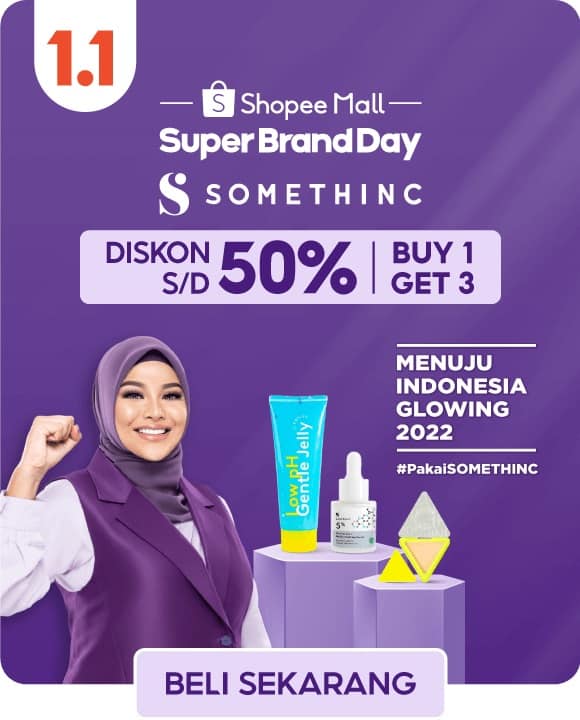 1.1
Shopee Mall
Super Brand Day
SOMETHINC
DISKON
S/D
50%
BUY 1
GET 3
MENUJU
INDONESIA
GLOWING
2022
#PakaiSOMETHINC
Low pH
Gentle Jelly
5%
BELI SEKARANG